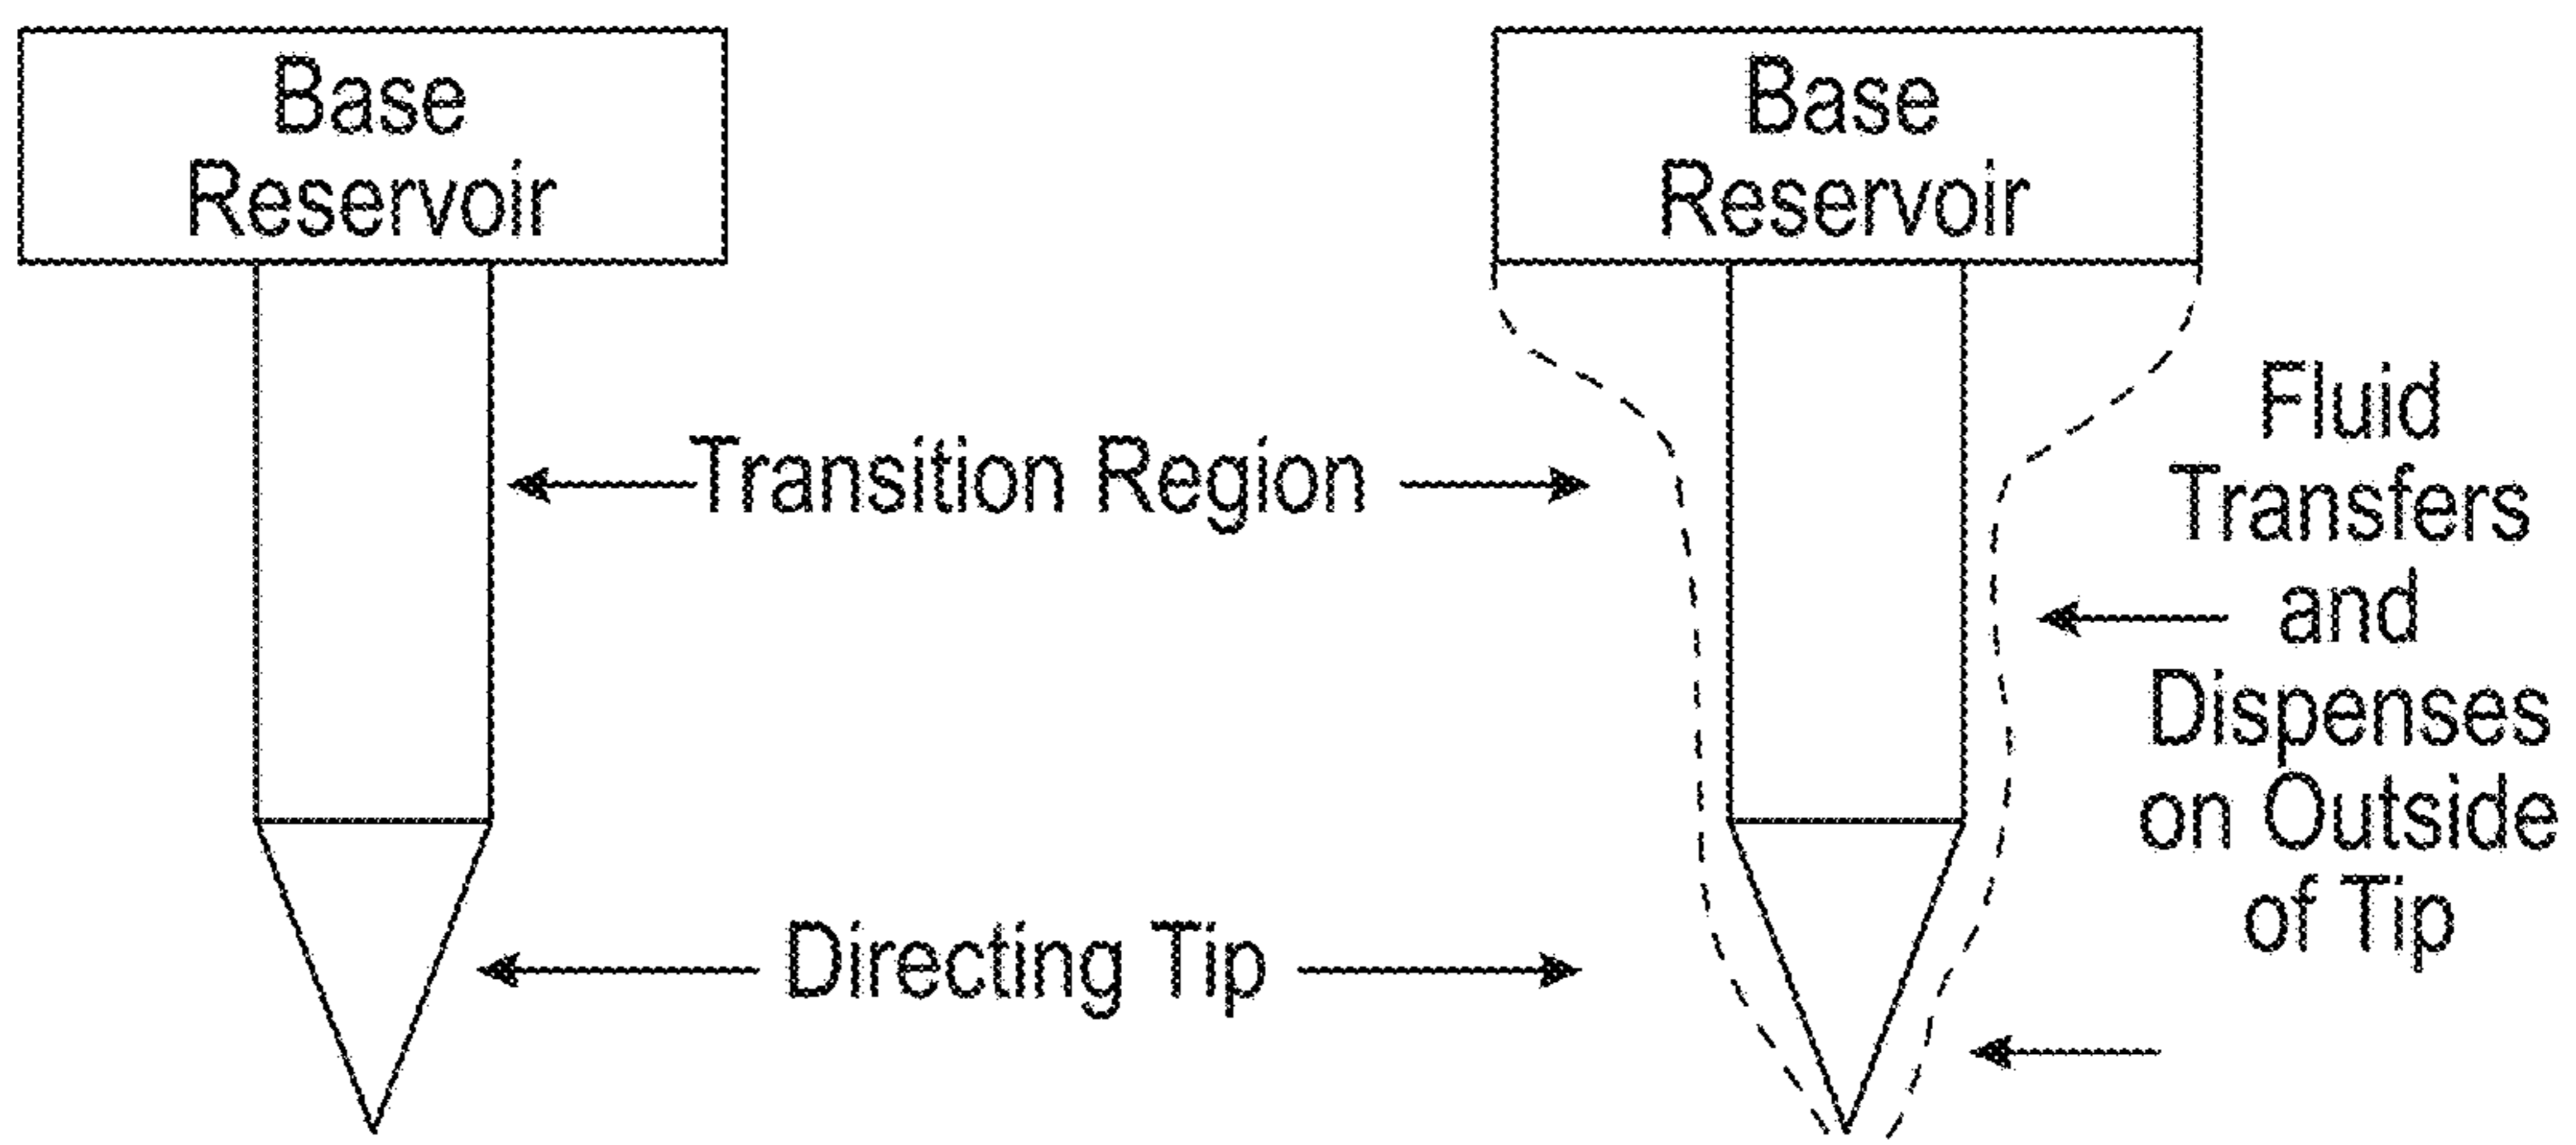 Base
Reservoir
Base
Reservoir
Transition Region
Fluid
Transfers
and
Dispenses
on Outside
of Tip
Directing Tip